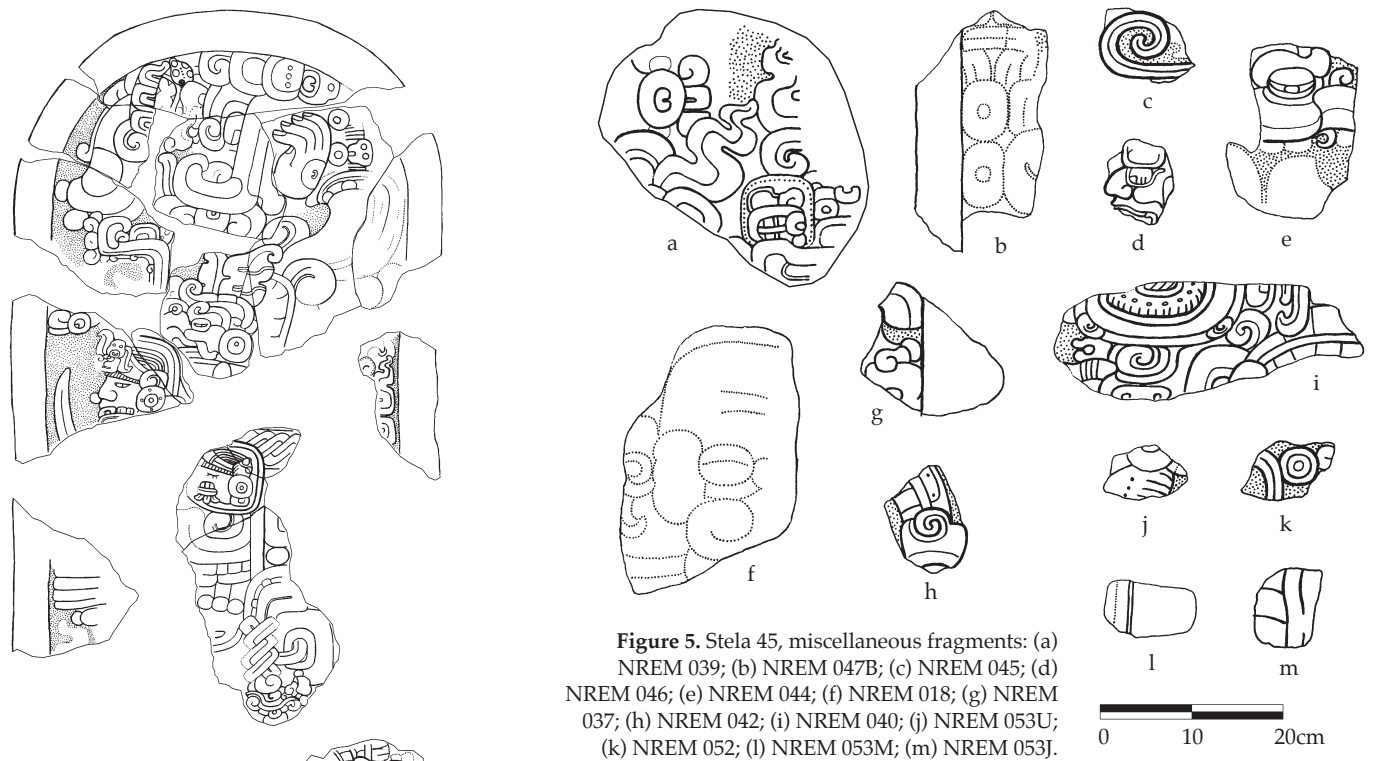 a
b
c
d
e
f
g
h
i
j
k
l
m
Figure 5. Stela 45, miscellaneous fragments: (a)
NREM 039; (b) NREM 047B; (c) NREM 045; (d)
NREM 046; (e) NREM 044; (f) NREM 018; (g) NREM
037; (h) NREM 042; (i) NREM 040; (j) NREM 053U;
(k) NREM 052; (l) NREM 053M; (m) NREM 053J.
0 10 20cm